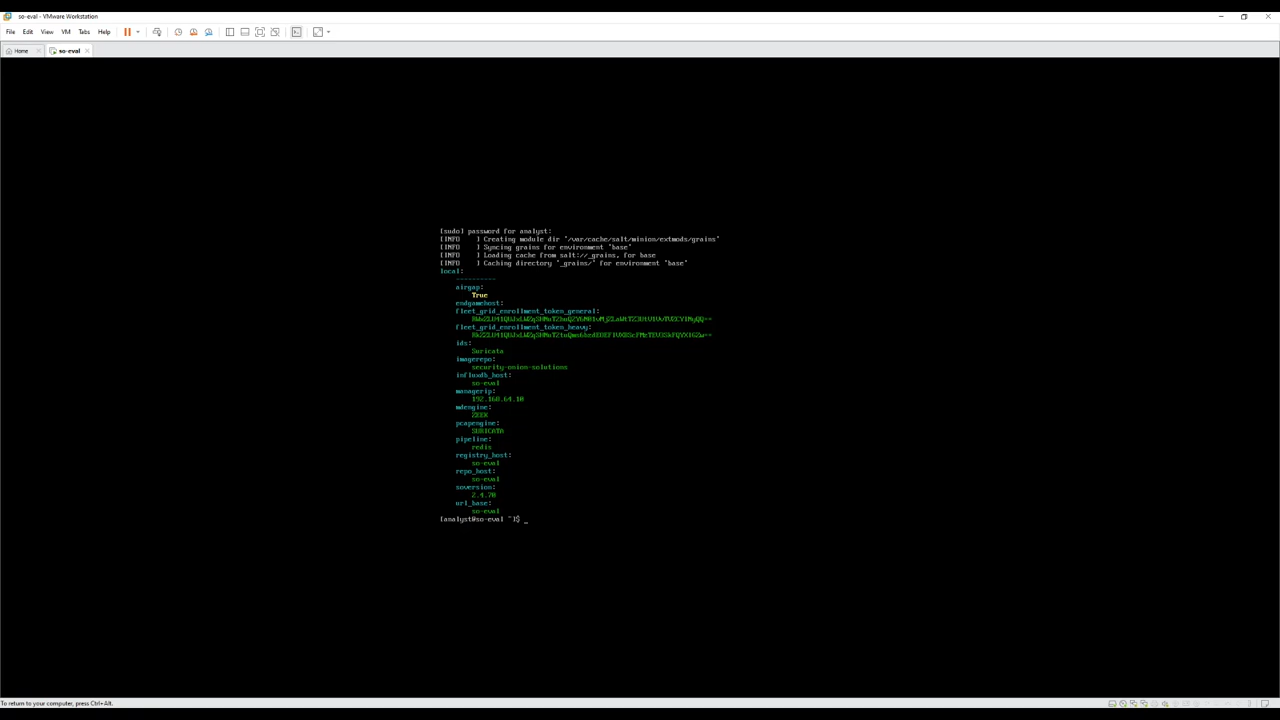 so-eval - VMware Workstation
File Edit View VM Tabs Help
Home so-eval
[sudo] password for analyst:
[INFO    ] Creating module dir '/var/cache/salt/minion/extmods/grains'
[INFO    ] Syncing grains for environment 'base'
[INFO    ] Loading cache from salt://_grains, for base
[INFO    ] Caching directory '_grains/' for environment 'base'
local:
----------
airgap:
True
endgamehost:
fleet_grid_enrollment_token_general:
fleet_grid_enrollment_token_heavy:
ids:
Suricata
imagerepo:
security-onion-solutions
influxdb_host:
so-eval
managerip:
192.168.64.10
mdengine:
ZEEK
pcapengine:
SURICATA
pipeline:
redis
registry_host:
so-eval
repo_host:
so-eval
soversion:
2.4.70
url_base:
so-eval
[analyst@so-eval ~]$ _
To return to your computer, press Ctrl+Alt.